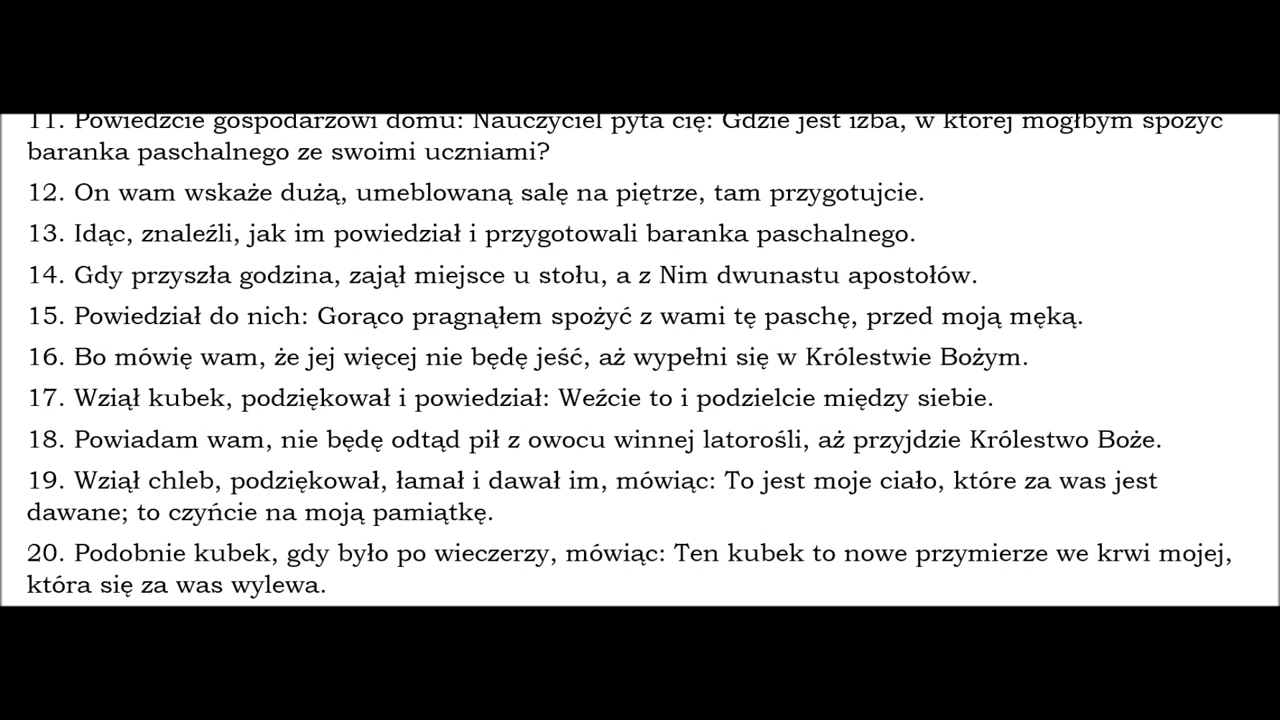 11. Powiedzcie gospodarzowi domu: Nauczyciel pyta cię: Gdzie jest izba, w której mógłbym spożyć
baranka paschalnego ze swoimi uczniami?
12. On wam wskaże dużą, umeblowaną salę na piętrze, tam przygotujcie.
13. Idąc, znaleźli, jak im powiedział i przygotowali baranka paschalnego.
14. Gdy przyszła godzina, zajął miejsce u stołu, a z Nim dwunastu apostołów.
15. Powiedział do nich: Gorąco pragnąłem spożyć z wami tę paschę, przed moją męką.
16. Bo mówię wam, że jej więcej nie będę jeść, aż wypełni się w Królestwie Bożym.
17. Wziął kubek, podziękował i powiedział: Weźcie to i podzielcie między siebie.
18. Powiadam wam, nie będę odtąd pił z owocu winnej latorośli, aż przyjdzie Królestwo Boże.
19. Wziął chleb, podziękował, łamał i dawał im, mówiąc: To jest moje ciało, które za was jest
dawane; to czyńcie na moją pamiątkę.
20. Podobnie kubek, gdy było po wieczerzy, mówiąc: Ten kubek to nowe przymierze we krwi mojej,
która się za was wylewa.